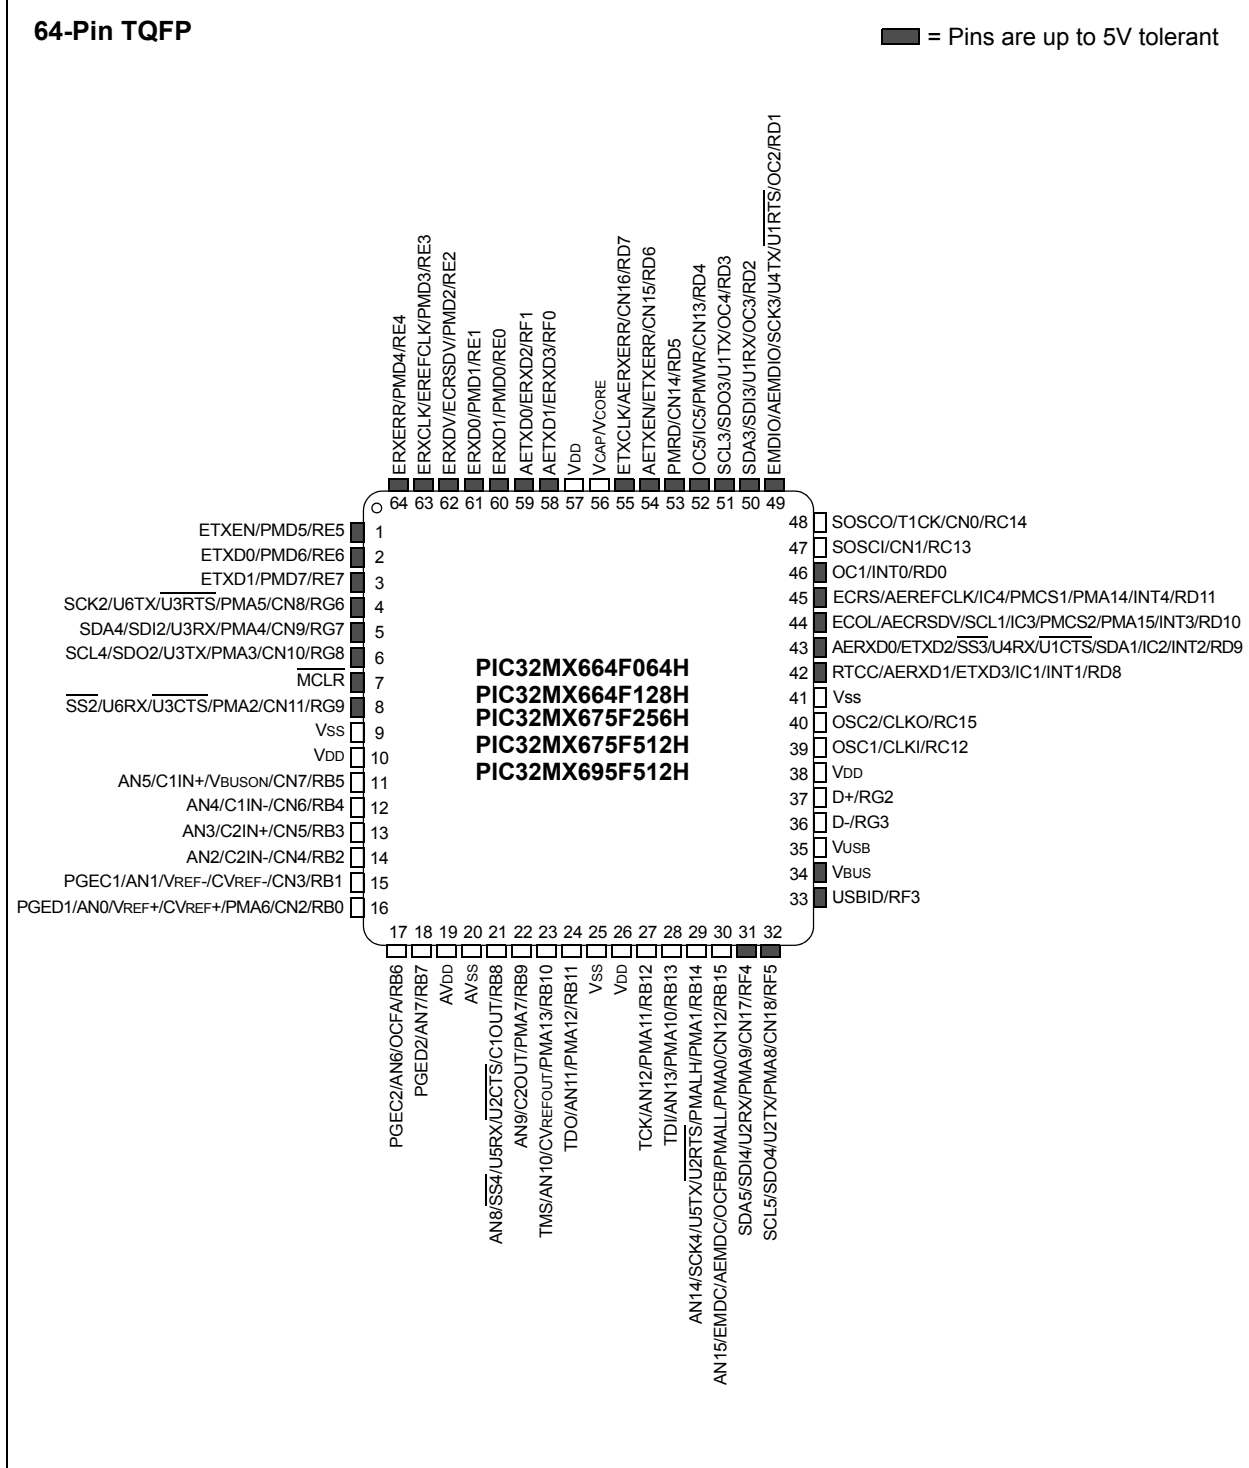 64-Pin TQFP
= Pins are up to 5V tolerant
ERXERR/PMD4/RE4
ERXCLK/EREFCLK/PMD3/RE3
ERXDV/ECRSDV/PMD2/RE2
ERXD0/PMD1/RE1
ERXD1/PMD0/RE0
AETXD0/ERXD2/RF1
AETXD1/ERXD3/RF0
VDD
VCAP/VCORE
ETXCLK/AERXERR/CN16/RD7
AETXEN/ETXERR/CN15/RD6
PMRD/CN14/RD5
OC5/IC5/PMWR/CN13/RD4
SCL3/SDO3/U1TX/OC4/RD3
SDA3/SDI3/U1RX/OC3/RD2
EMDIO/AEMDIO/SCK3/U4TX/U1RTS/OC2/RD1
64 63 62 61 60 59 58 57 56 55 54 53 52 51 50 49
ETXEN/PMD5/RE5 1
ETXD0/PMD6/RE6 2
ETXD1/PMD7/RE7 3
SCK2/U6TX/U3RTS/PMA5/CN8/RG6 4
SDA4/SDI2/U3RX/PMA4/CN9/RG7 5
SCL4/SDO2/U3TX/PMA3/CN10/RG8 6
MCLR 7
SS2/U6RX/U3CTS/PMA2/CN11/RG9 8
VSS 9
VDD 10
AN5/C1IN+/VBUSON/CN7/RB5 11
AN4/C1IN-/CN6/RB4 12
AN3/C2IN+/CN5/RB3 13
AN2/C2IN-/CN4/RB2 14
PGEC1/AN1/VREF-/CVREF-/CN3/RB1 15
PGED1/AN0/VREF+/CVREF+/PMA6/CN2/RB0 16
PIC32MX664F064H
PIC32MX664F128H
PIC32MX675F256H
PIC32MX675F512H
PIC32MX695F512H
48 SOSCO/T1CK/CN0/RC14
47 SOSCI/CN1/RC13
46 OC1/INT0/RD0
45 ECRS/AEREFCLK/IC4/PMCS1/PMA14/INT4/RD11
44 ECOL/AECRSDV/SCL1/IC3/PMCS2/PMA15/INT3/RD10
43 AERXD0/ETXD2/SS3/U4RX/U1CTS/SDA1/IC2/INT2/RD9
42 RTCC/AERXD1/ETXD3/IC1/INT1/RD8
41 Vss
40 OSC2/CLKO/RC15
39 OSC1/CLKI/RC12
38 VDD
37 D+/RG2
36 D-/RG3
35 VUSB
34 VBUS
33 USBID/RF3
17 18 19 20 21 22 23 24 25 26 27 28 29 30 31 32
PGEC2/AN6/OCFA/RB6
PGED2/AN7/RB7
AVDD
AVSS
AN8/SS4/U5RX/U2CTS/C1OUT/RB8
AN9/C2OUT/PMA7/RB9
TMS/AN10/CVREFOUT/PMA13/RB10
TDO/AN11/PMA12/RB11
VSS
VDD
TCK/AN12/PMA11/RB12
TDI/AN13/PMA10/RB13
AN14/SCK4/U5TX/U2RTS/PMALH/PMA1/RB14
AN15/EMDC/AEMDC/OCFB/PMALL/PMA0/CN12/RB15
SDA5/SDI4/U2RX/PMA9/CN17/RF4
SCL5/SDO4/U2TX/PMA8/CN18/RF5